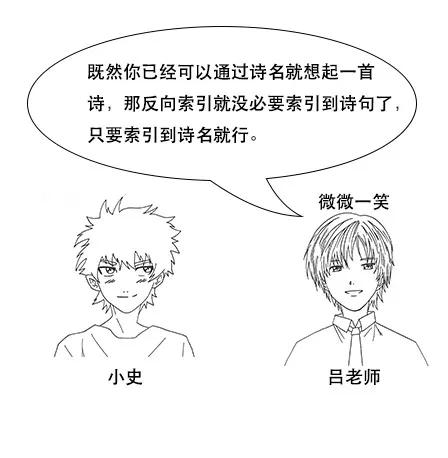 既然你已经可以通过诗名就想起一首
诗，那反向索引就没必要索引到诗句了，
只要索引到诗名就行。
微微一笑
小史
吕老师